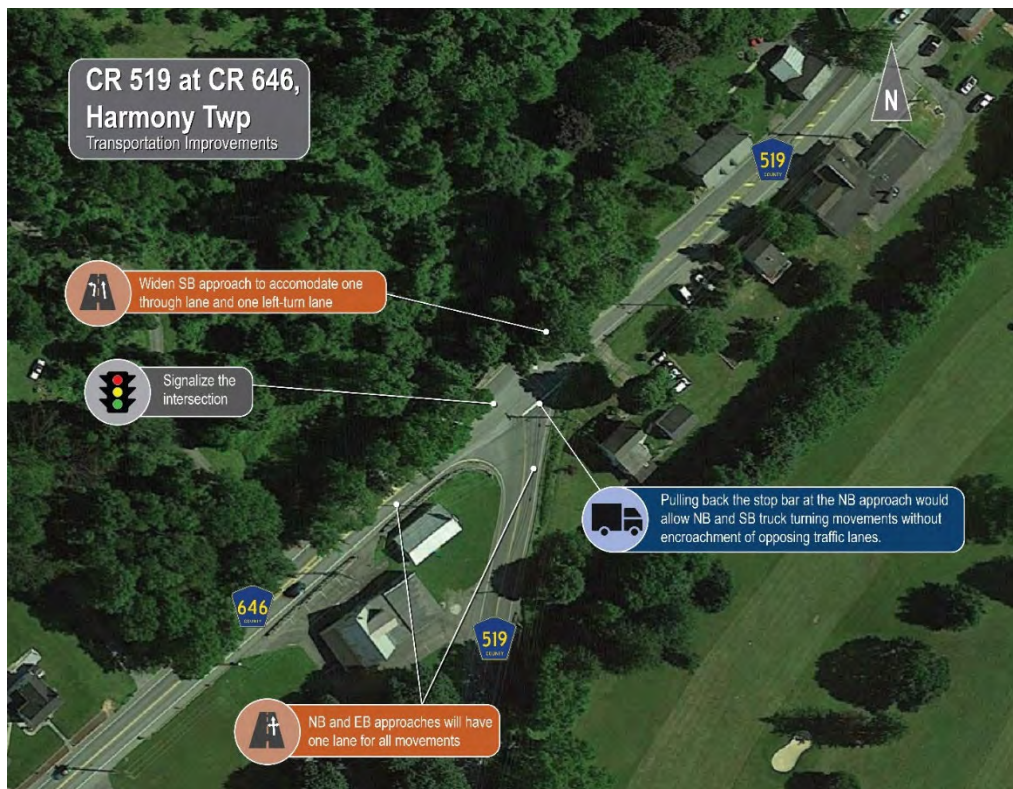 CR 519 at CR 646,
Harmony Twp
Transportation Improvements
N
519
COUNTY
Widen SB approach to accomodate one
through lane and one left-turn lane
Signalize the
intersection
Pulling back the stop bar at the NB approach would
allow NB and SB truck turning movements without
encroachment of opposing traffic lanes.
646
COUNTY
519
COUNTY
NB and EB approaches will have
one lane for all movements